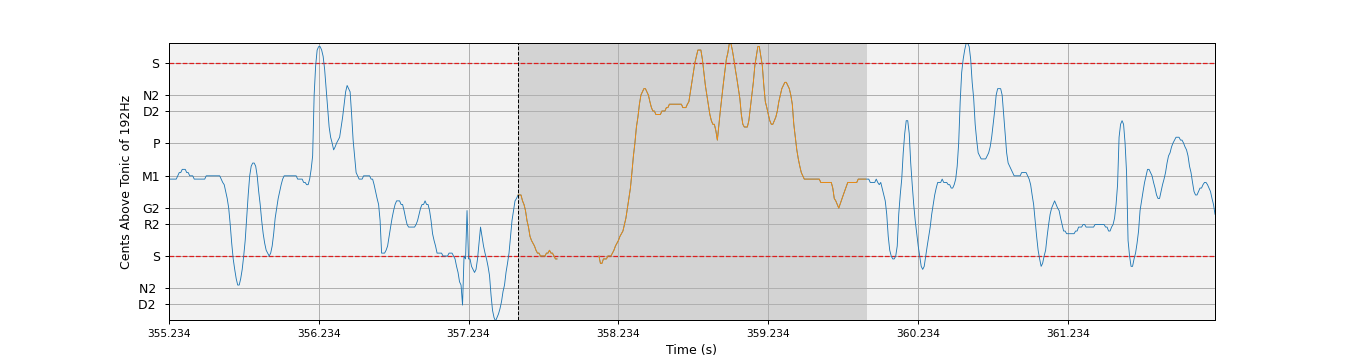 S
N2
D2
P
M1
G2
R2
S
N2
D2
Cents Above Tonic of 192Hz
355.234 356.234 357.234 358.234 359.234 360.234 361.234
Time (s)